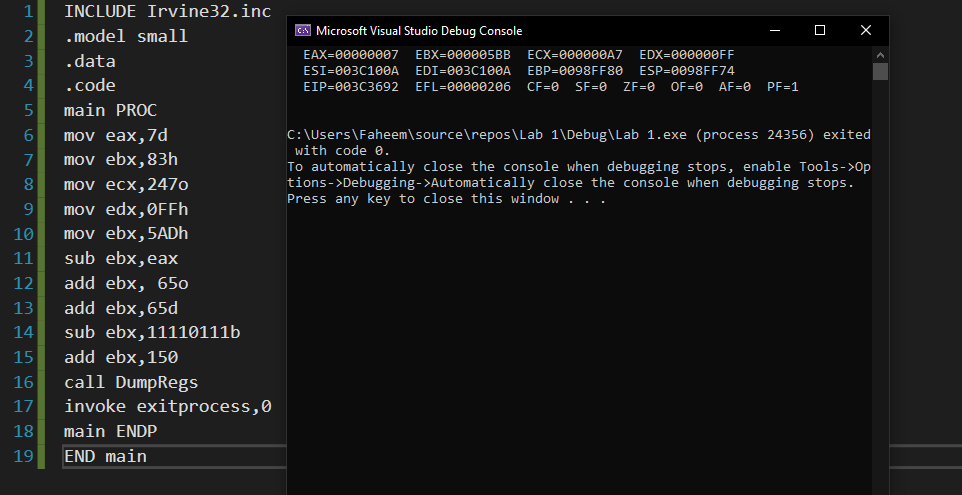 1 INCLUDE Irvine32.inc
2 .model small
3 .data
4 .code
5 main PROC
6 mov eax,7d
7 mov ebx,83h
8 mov ecx,247o
9 mov edx,0FFh
10 mov ebx,5ADh
11 sub ebx,eax
12 add ebx, 65o
13 add ebx,65d
14 sub ebx,11110111b
15 add ebx,150
16 call DumpRegs
17 invoke exitprocess,0
18 main ENDP
19 END main
Microsoft Visual Studio Debug Console
EAX=00000007 EBX=000005BB ECX=000000A7 EDX=000000FF
ESI=003C100A EDI=003C100A EBP=0098FF80 ESP=0098FF74
EIP=003C3692 EFL=00000206 CF=0 SF=0 ZF=0 OF=0 AF=0 PF=1
C:\Users\Faheem\source\repos\Lab 1\Debug\Lab 1.exe (process 24356) exited
with code 0.
To automatically close the console when debugging stops, enable Tools->Op
tions->Debugging->Automatically close the console when debugging stops.
Press any key to close this window . . .